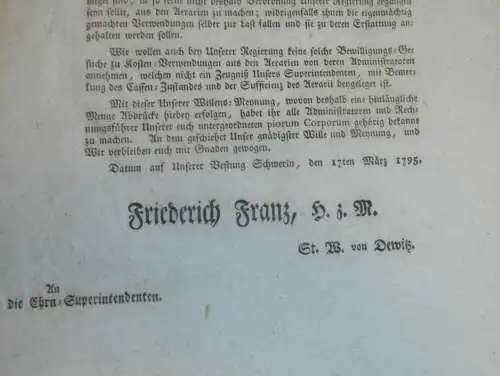 seyn sollte, aus den Aerarien zu machen; widrigenfalls ihnen die eigenmächtig
gemachten Verwendungen selber zur Last fallen und sie zu deren Erstattung an-
gehalten werden sollen.
Wir wollen auch bey Unserer Regierung keine solche Bewilligungs-Ge-
suche zu Kosten-Verwendungen aus den Aerarien von deren Administratoren
annehmen, welchen nicht ein Zeugniß Unsers Superintendenten, mit Bemer-
kung des Cassen-Zustandes und der Sufficienz des Aerarii beygeleget ist.
Mit dieser Unserer Willens-Meynung, wovon deshalb eine hinlängliche
Menge Abdrücke hiebey erfolgen, habet ihr alle Administratoren und Rech-
nungsführer Unserer euch untergeordneten piorum Corporum gehörig bekannt
zu machen. An dem geschiehet Unser gnädigster Wille und Meynung, und
Wir verbleiben euch mit Gnaden gewogen.
Datum auf Unserer Vestung Schwerin, den 17ten März 1795.
Friederich Franz, H. z. M.
St. W. von Dewitz.
An
die Ehrn-Superintendenten.